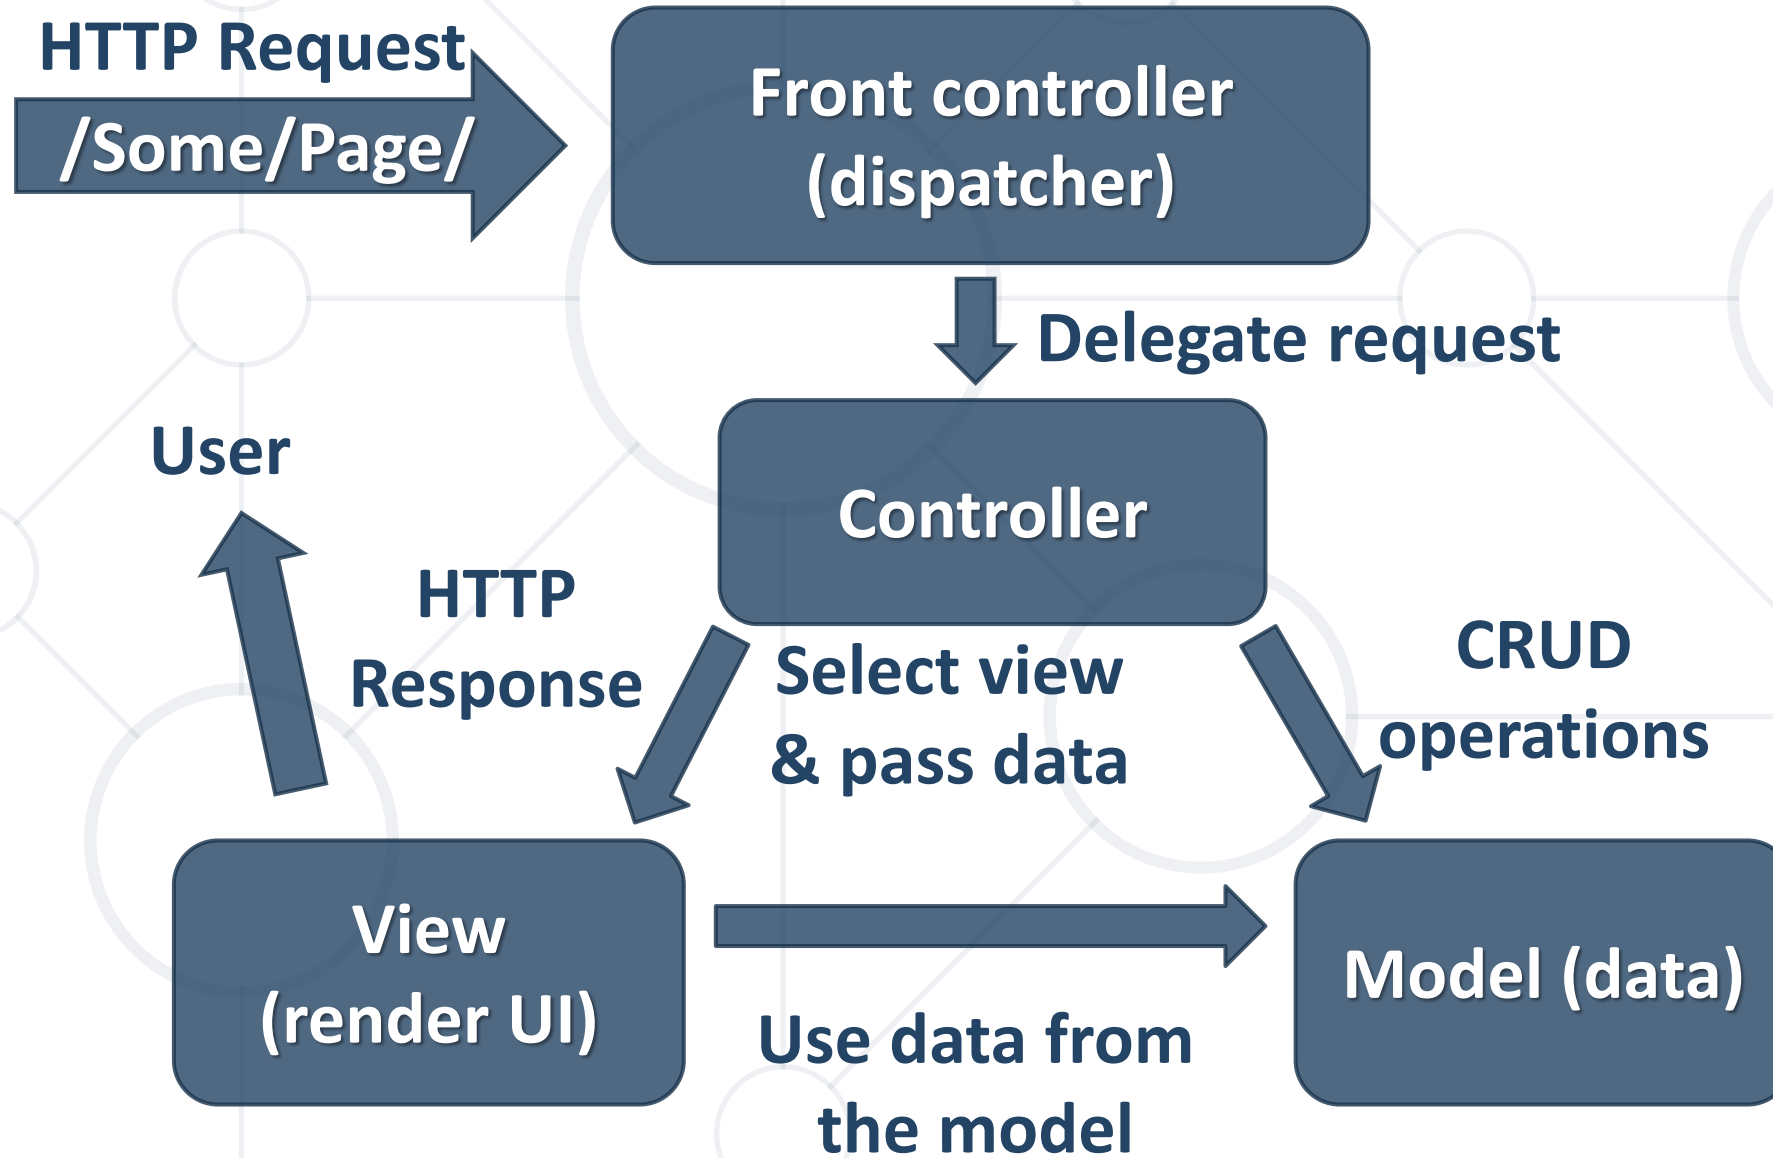 HTTP Request
/Some/Page/
Front controller
(dispatcher)
Delegate request
User
Controller
HTTP
Response
Select view
& pass data
CRUD
operations
View
(render UI)
Model (data)
Use data from
the model